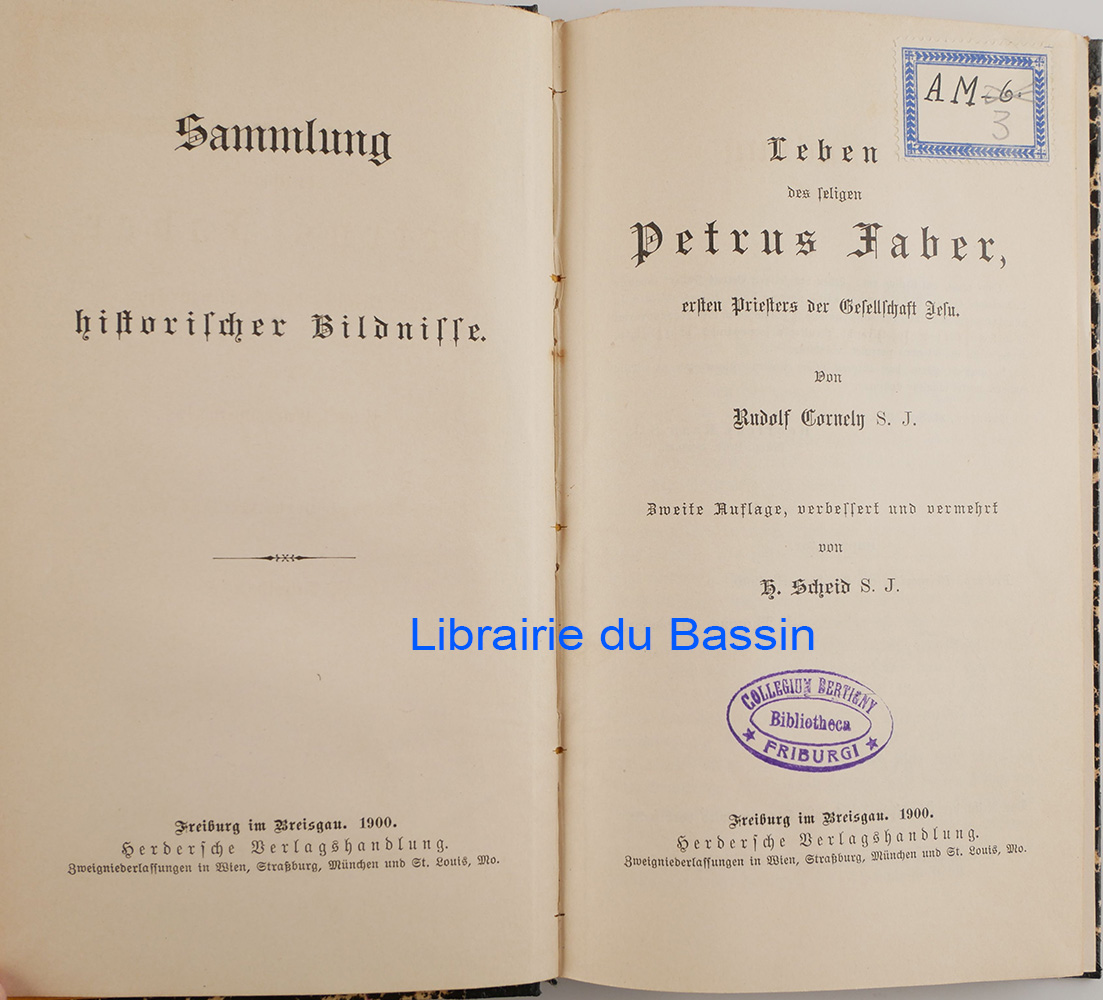 Sammlung
historischer Bildnisse.
Freiburg im Breisgau. 1900.
Herdersche Verlagshandlung.
Zweigniederlassungen in Wien, Straßburg, München und St. Louis, Mo.
AM-6.
3
Leben
des seligen
Petrus Faber,
ersten Priesters der Gesellschaft Jesu.
Von
Rudolf Cornely S. J.
Zweite Auflage, verbessert und vermehrt
von
H. Scheid S. J.
Librairie du Bassin
COLLEGIUM BERTIGNY
Bibliotheca
FRIBURGI
Freiburg im Breisgau. 1900.
Herdersche Verlagshandlung.
Zweigniederlassungen in Wien, Straßburg, München und St. Louis, Mo.